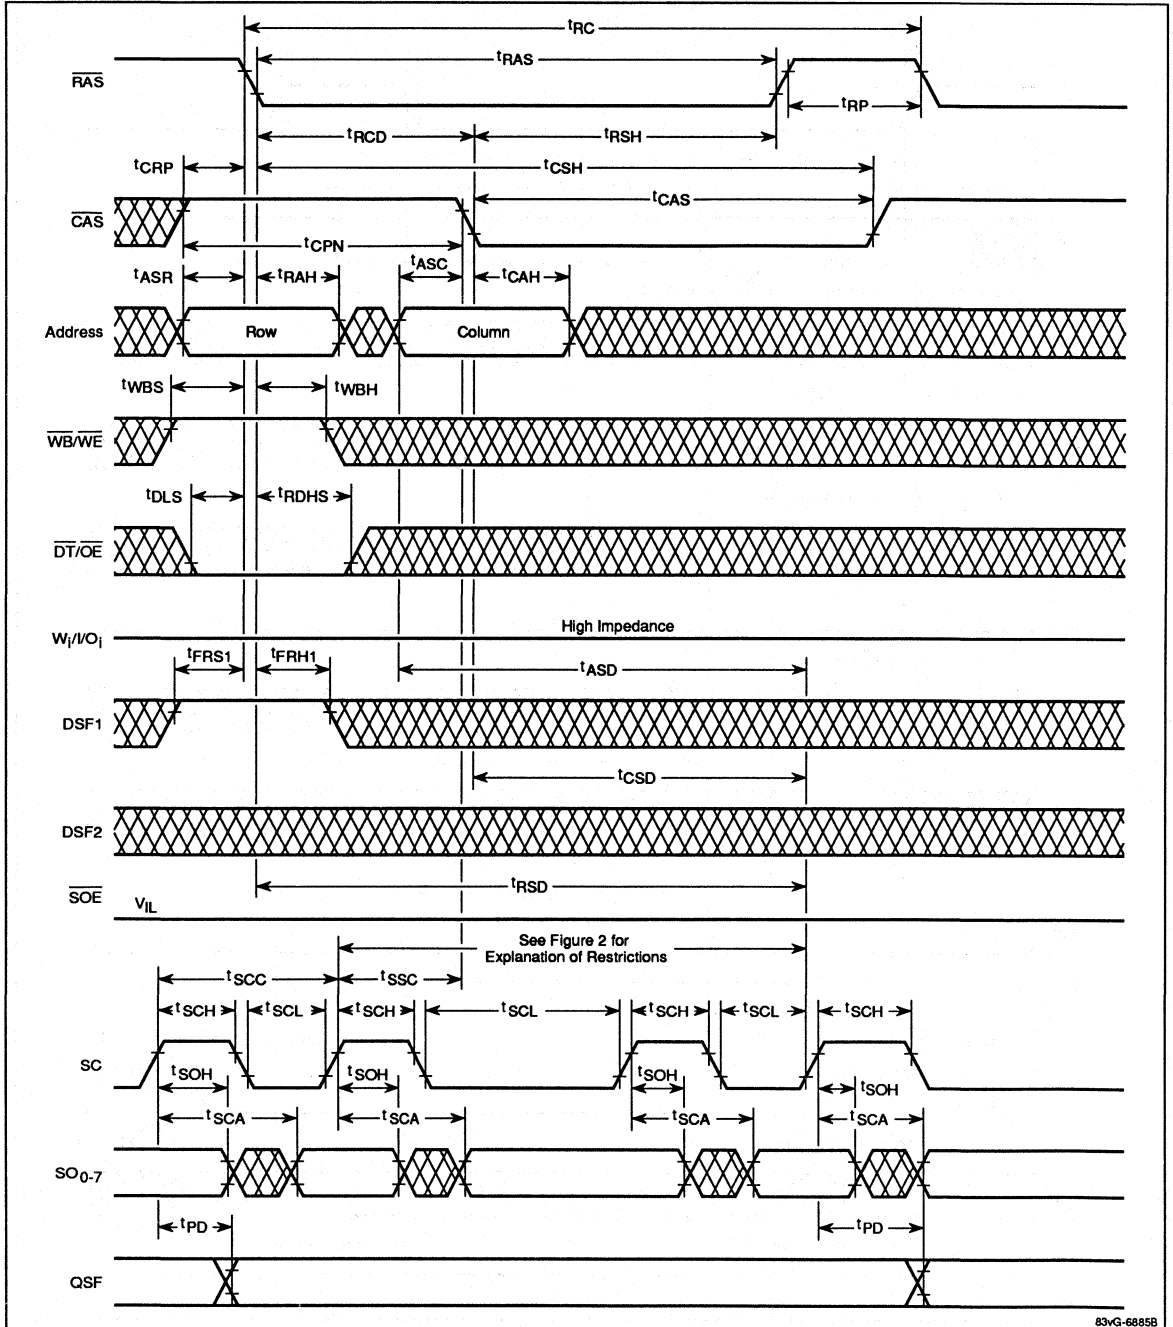 tRC
tRAS
RAS
tRP
tRCD
tRSH
tCRP
tCSH
tCAS
CAS
tCPN
tASR
tRAH
tASC
tCAH
Address
Row
Column
tWBS
tWBH
WB/WE
tDLS
tRDHS
DT/OE
High Impedance
Wi/I/Oi
tFRS1
tFRH1
tASD
DSF1
tCSD
DSF2
tRSD
SOE
VIL
See Figure 2 for
Explanation of Restrictions
tSCC
tSSC
tSCH
tSCL
tSCH
tSCL
tSCH
tSCL
tSCH
SC
tSOH
tSOH
tSOH
tSOH
tSCA
tSCA
tSCA
tSCA
SO0-7
tPD
tPD
QSF
83vG-6885B